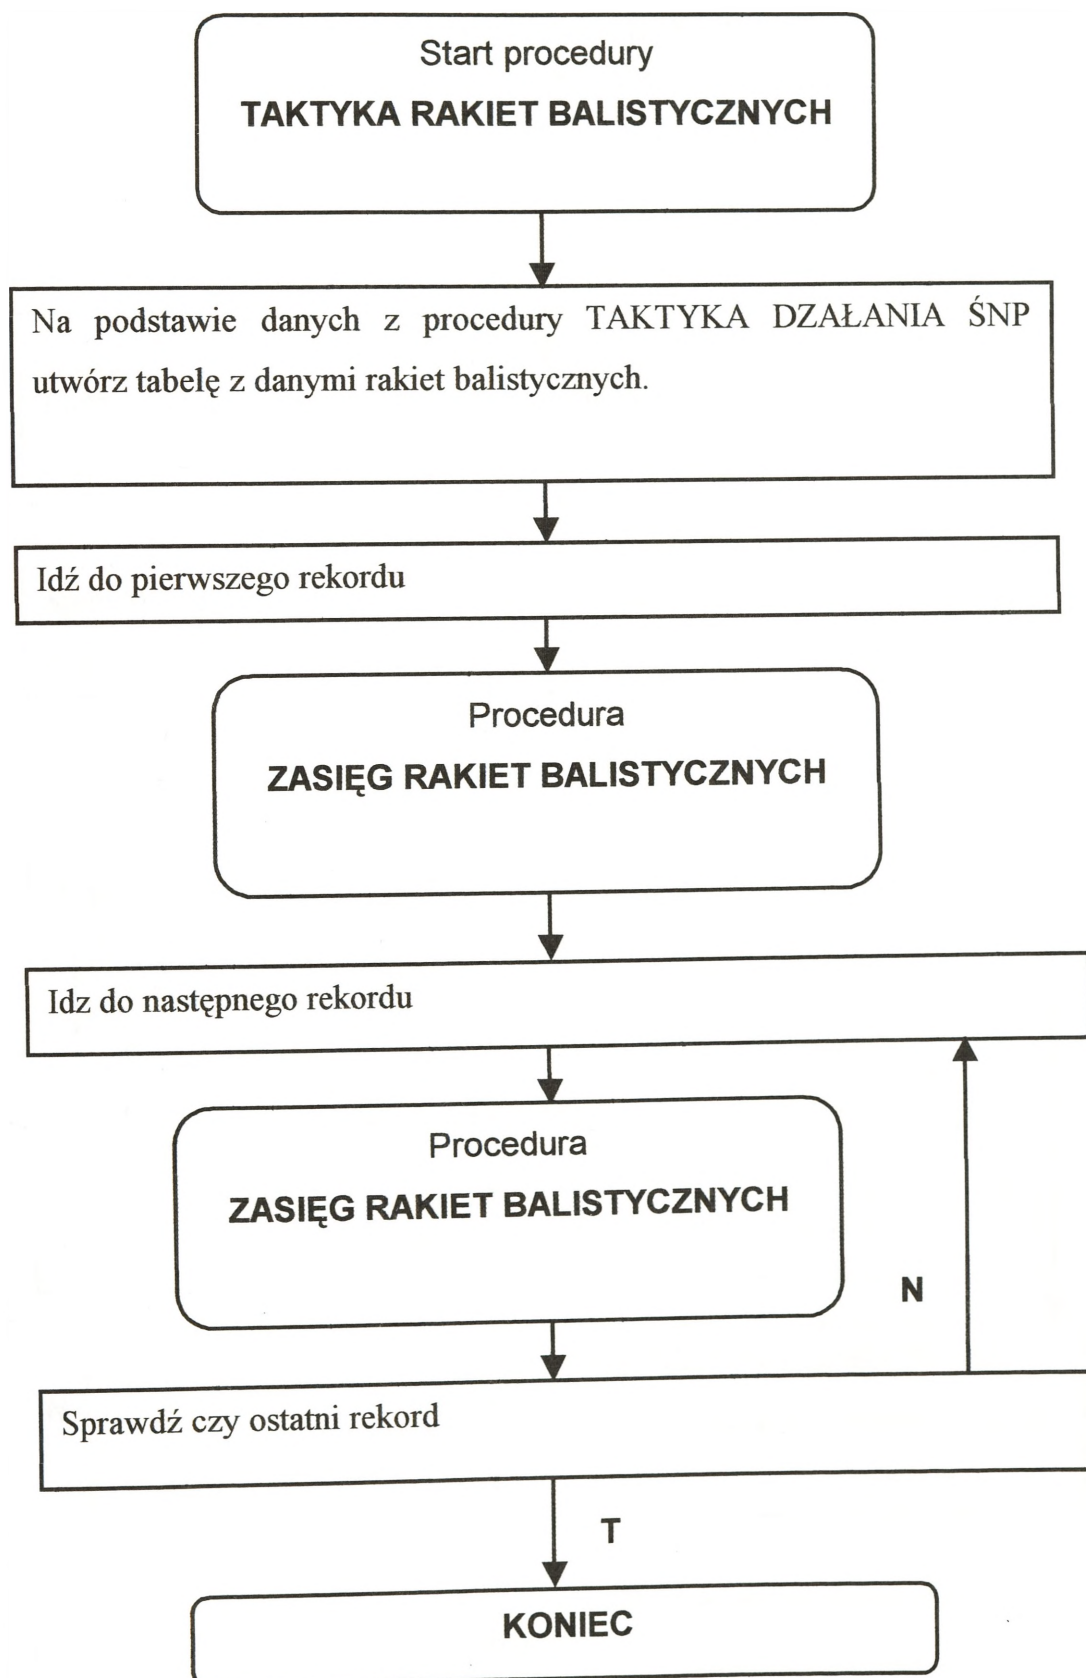 Start procedury
TAKTYKA RAKIET BALISTYCZNYCH
Na podstawie danych z procedury TAKTYKA DZAŁANIA ŚNP
utwórz tabelę z danymi rakiet balistycznych.
Idź do pierwszego rekordu
Procedura
ZASIĘG RAKIET BALISTYCZNYCH
Idz do następnego rekordu
Procedura
ZASIĘG RAKIET BALISTYCZNYCH
N
Sprawdź czy ostatni rekord
T
KONIEC